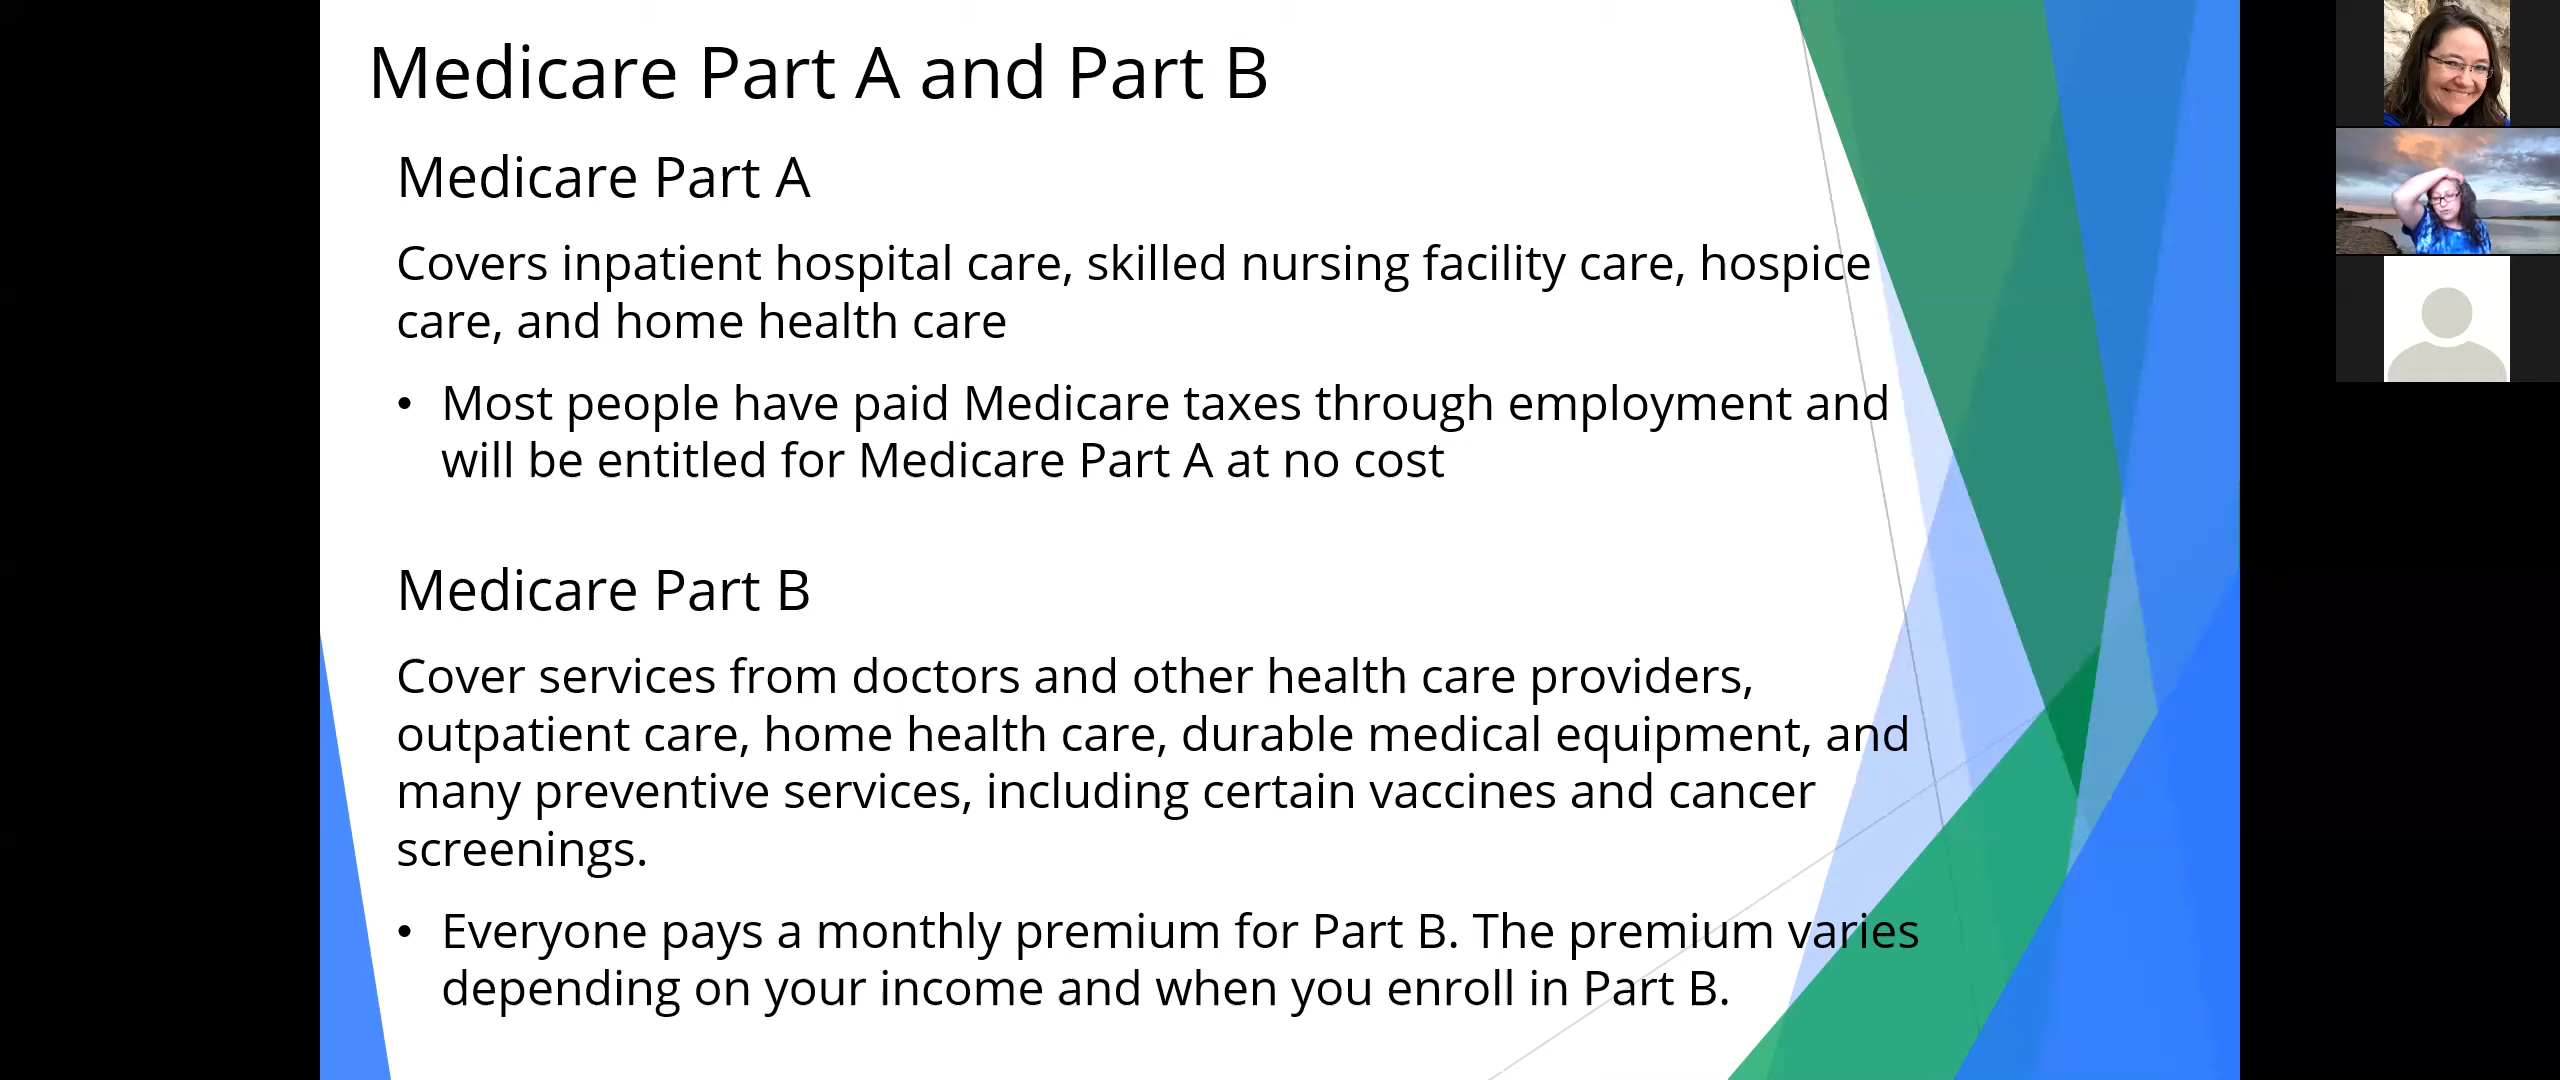 Medicare Part A and Part B
Medicare Part A
Covers inpatient hospital care, skilled nursing facility care, hospice
care, and home health care
• Most people have paid Medicare taxes through employment and
will be entitled for Medicare Part A at no cost
Medicare Part B
Cover services from doctors and other health care providers,
outpatient care, home health care, durable medical equipment, and
many preventive services, including certain vaccines and cancer
screenings.
• Everyone pays a monthly premium for Part B. The premium varies
depending on your income and when you enroll in Part B.